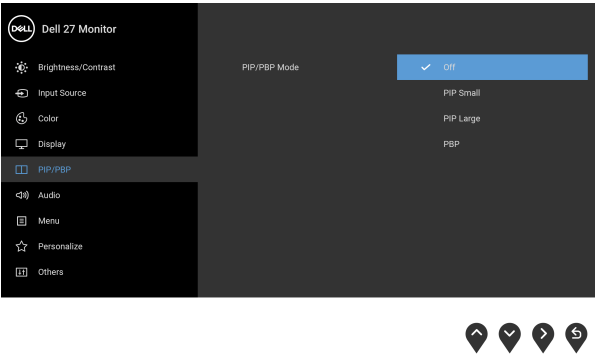 DELL Dell 27 Monitor
Brightness/Contrast PIP/PBP Mode Off
Input Source PIP Small
Color PIP Large
Display PBP
PIP/PBP
Audio
Menu
Personalize
Others